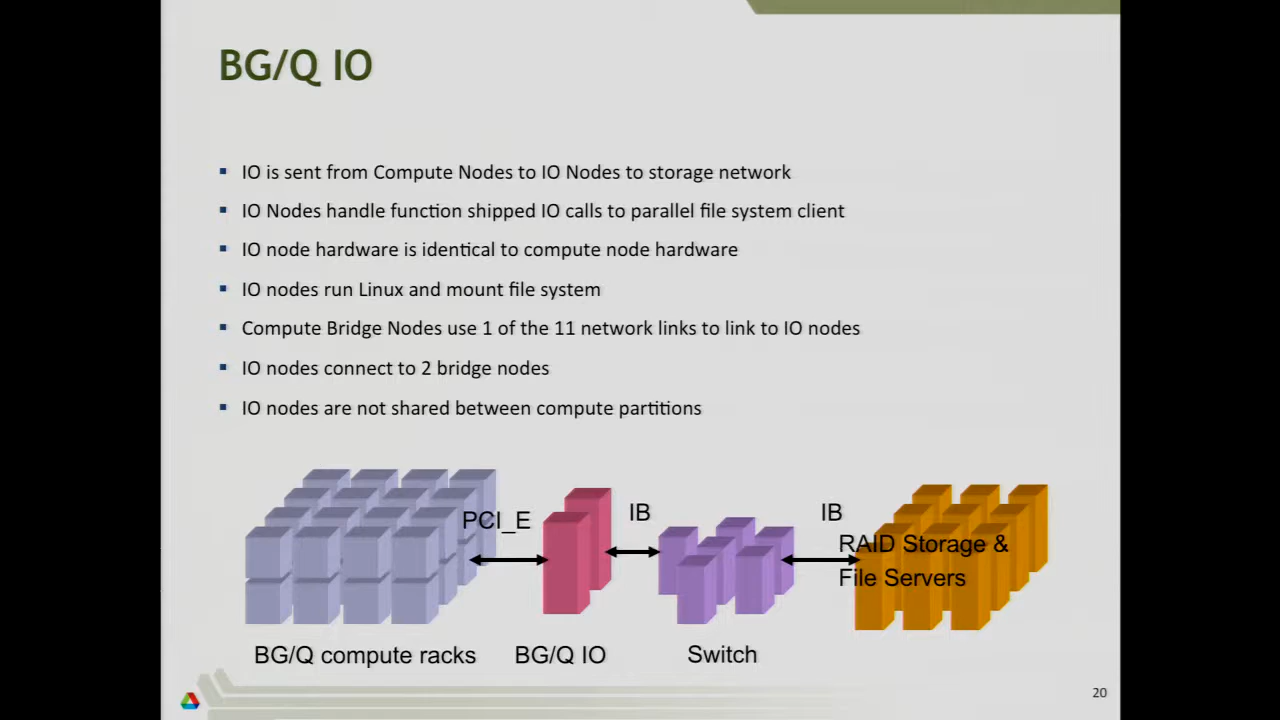 BG/Q IO
IO is sent from Compute Nodes to IO Nodes to storage network
IO Nodes handle function shipped IO calls to parallel file system client
IO node hardware is identical to compute node hardware
IO nodes run Linux and mount file system
Compute Bridge Nodes use 1 of the 11 network links to link to IO nodes
IO nodes connect to 2 bridge nodes
IO nodes are not shared between compute partitions
PCI_E
IB
IB
RAID Storage &
File Servers
BG/Q compute racks
BG/Q IO
Switch
20